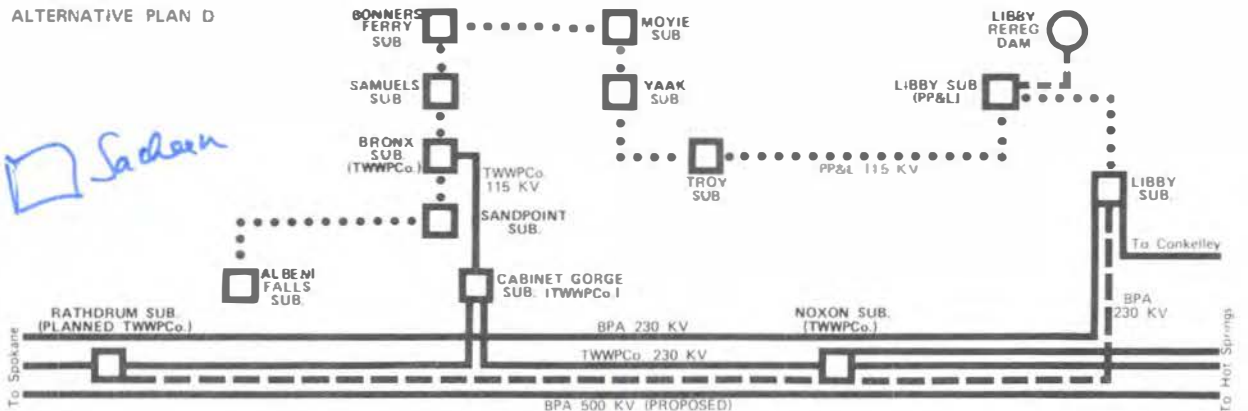 ALTERNATIVE PLAN D
BONNERS
FERRY
SUB
MOYIE
SUB
LIBBY
REREG
DAM
SAMUELS
SUB
YAAK
SUB
LIBBY SUB
(PP&L)
BRONX
SUB.
(TWWPCo.)
TWWPCo.
115 KV
TROY
SUB
PP&L 115 KV
LIBBY
SUB.
SANDPOINT
SUB.
To Conkelley
ALBENI
FALLS
SUB.
CABINET GORGE
SUB. (TWWPCo.)
BPA
230 KV
RATHDRUM SUB.
(PLANNED TWWPCo.)
NOXON SUB.
(TWWPCo.)
BPA 230 KV
TWWPCo. 230 KV
To Spokane
To Hot Springs
BPA 500 KV (PROPOSED)